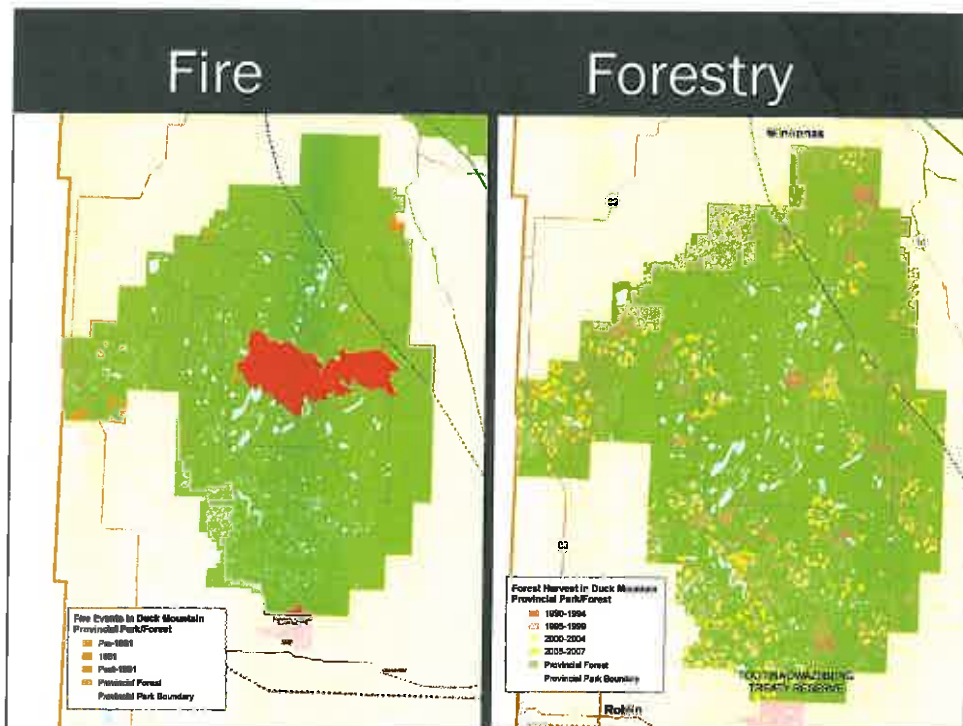 Fire
Forestry
Fire Events in Duck Mountain
Provincial Park/Forest
1981
Provincial Forest
Provincial Park Boundary
Forest Harvest in Duck Mountain
Provincial Park/Forest
1990-1994
1995-1999
2000-2004
2005-2007
Provincial Forest
Provincial Park Boundary
TREATY RESERVE
Roblin